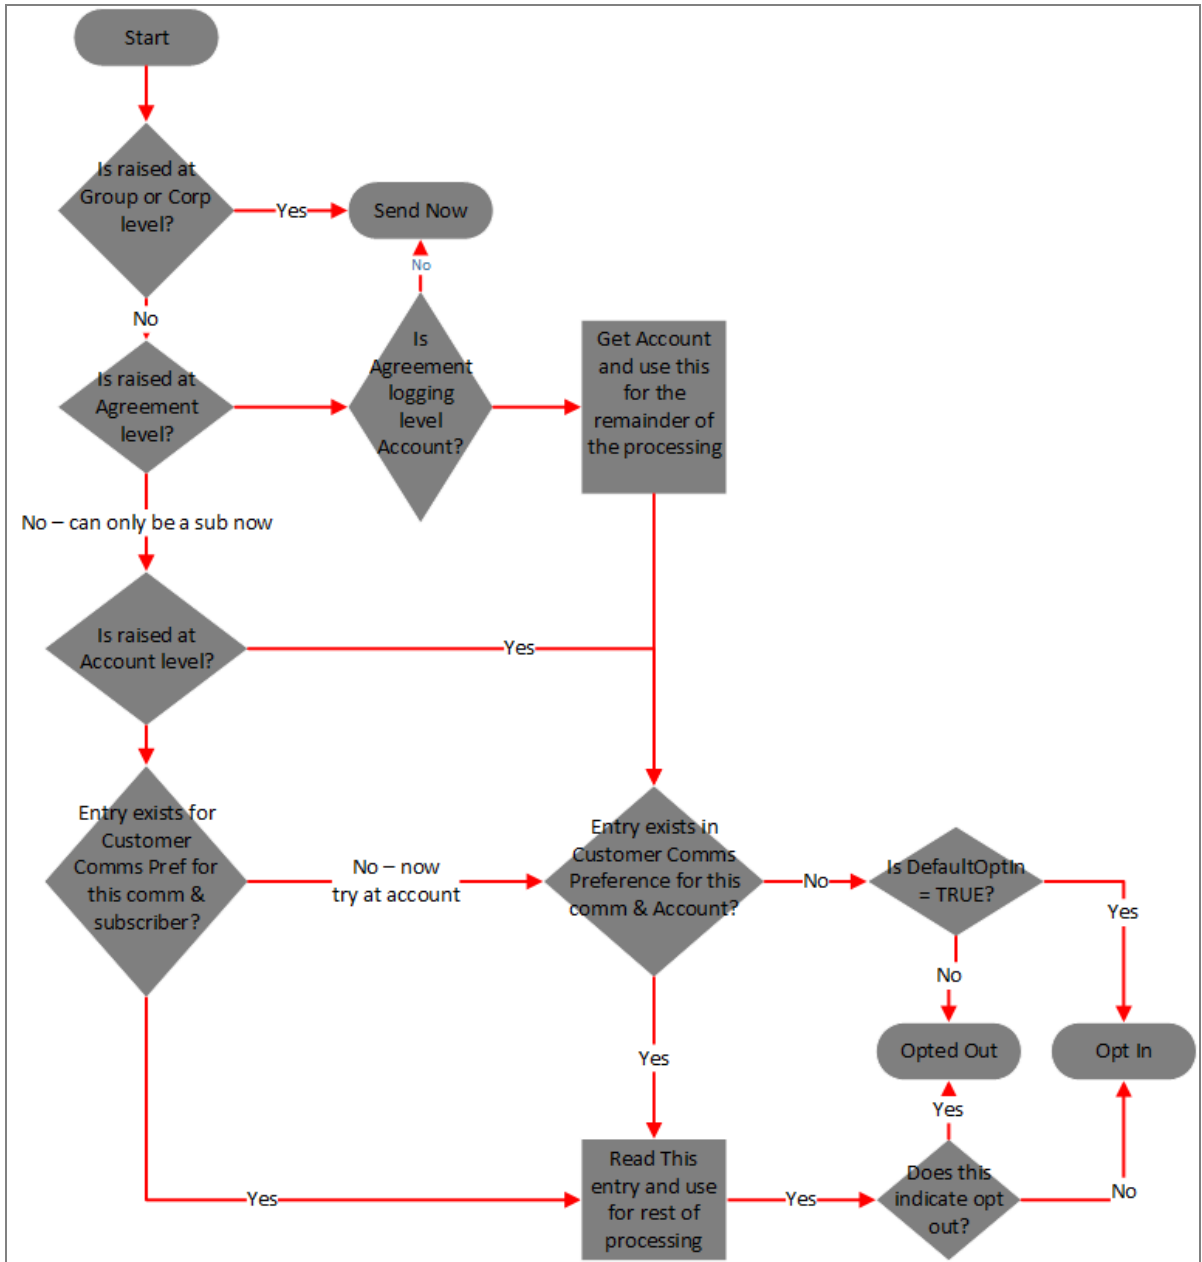 Start
Is raised at
Group or Corp
level?
Yes
Send Now
No
No
Is raised at
Agreement
level?
Is
Agreement
logging
level
Account?
Get Account
and use this
for the
remainder of
the processing
No – can only be a sub now
Is raised at
Account level?
Yes
Entry exists for
Customer
Comms Pref for
this comm &
subscriber?
No – now
try at account
Entry exists in
Customer Comms
Preference for this
comm & Account?
No
Is DefaultOptIn
= TRUE?
Yes
No
Opted Out
Opt In
Yes
Yes
Read This
entry and use
for rest of
processing
Yes
Yes
Does this
indicate opt
out?
No